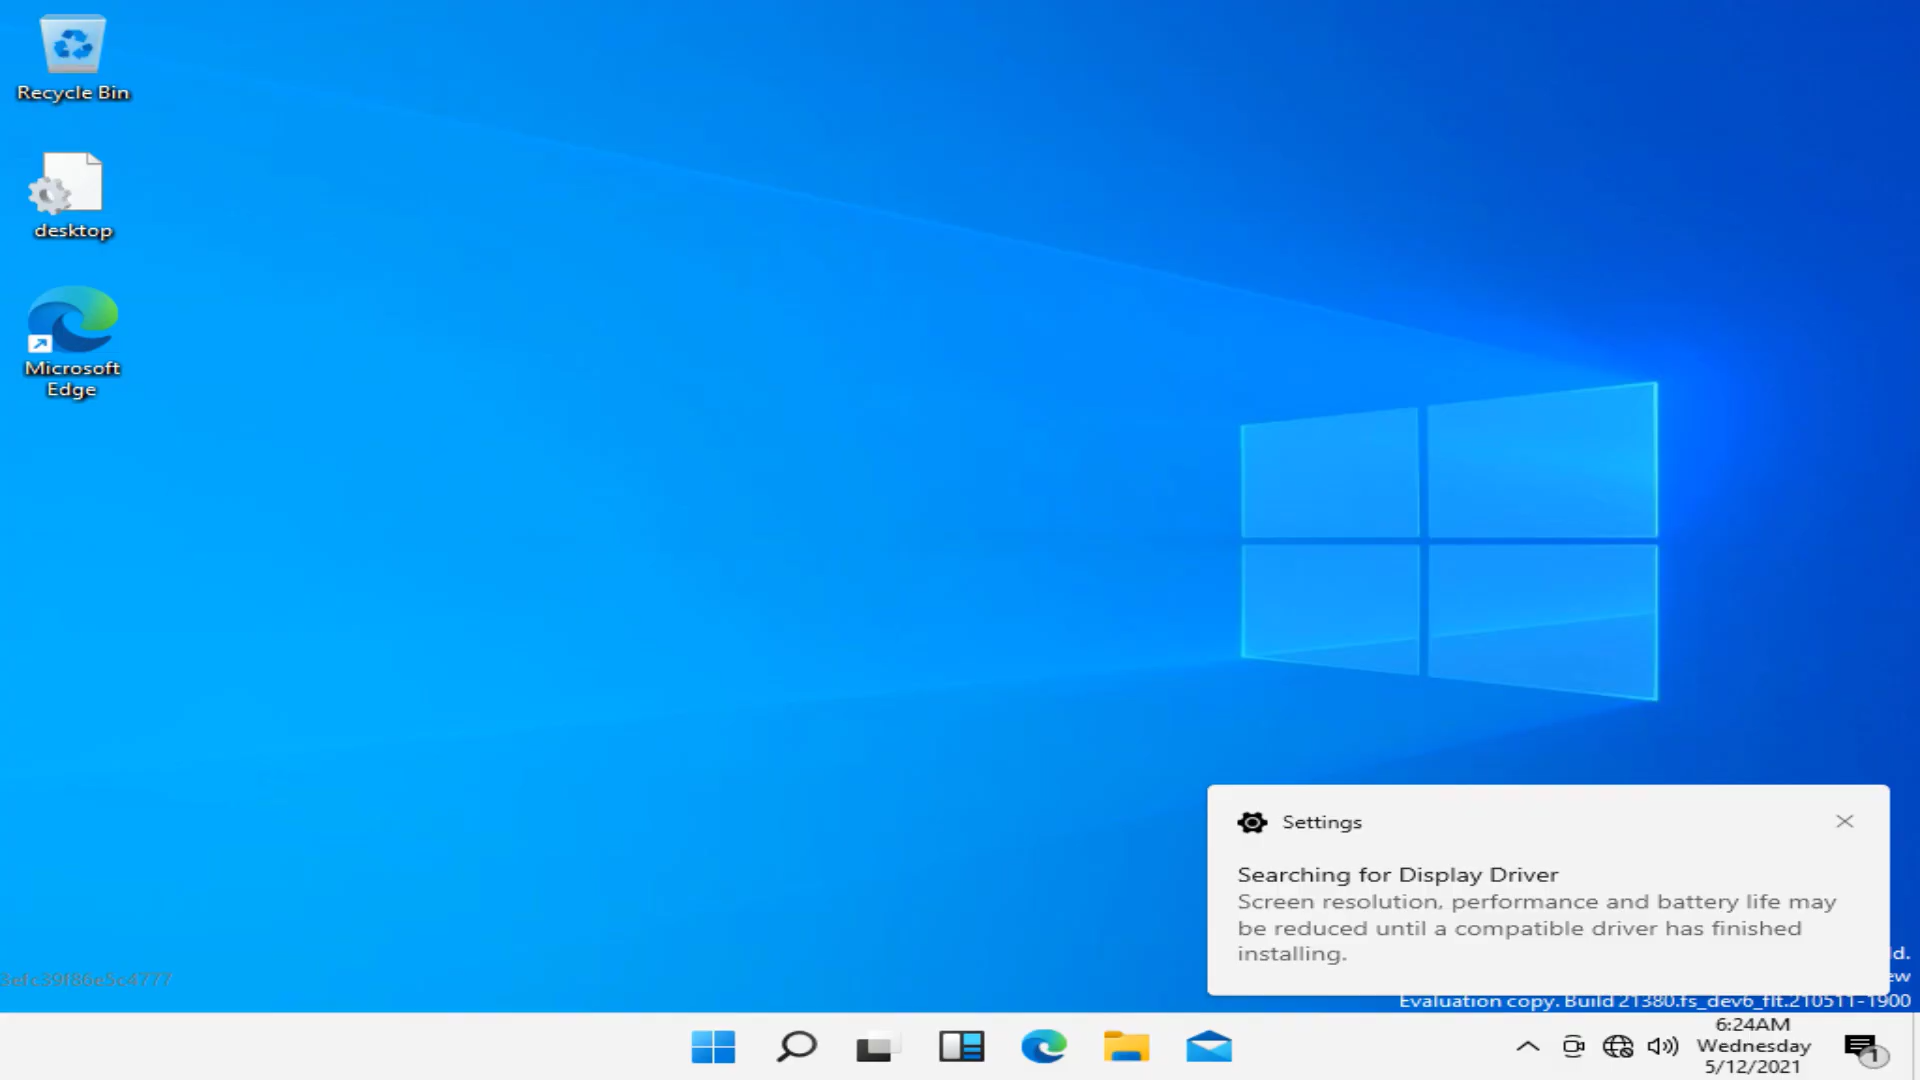 Recycle Bin
desktop
Microsoft
Edge
Settings
Searching for Display Driver
Screen resolution, performance and battery life may
be reduced until a compatible driver has finished
installing.
3efc39f86e5c4777
Evaluation copy. Build 21380.fs_dev6_flt.210511-1900
6:24AM
Wednesday
5/12/2021
1